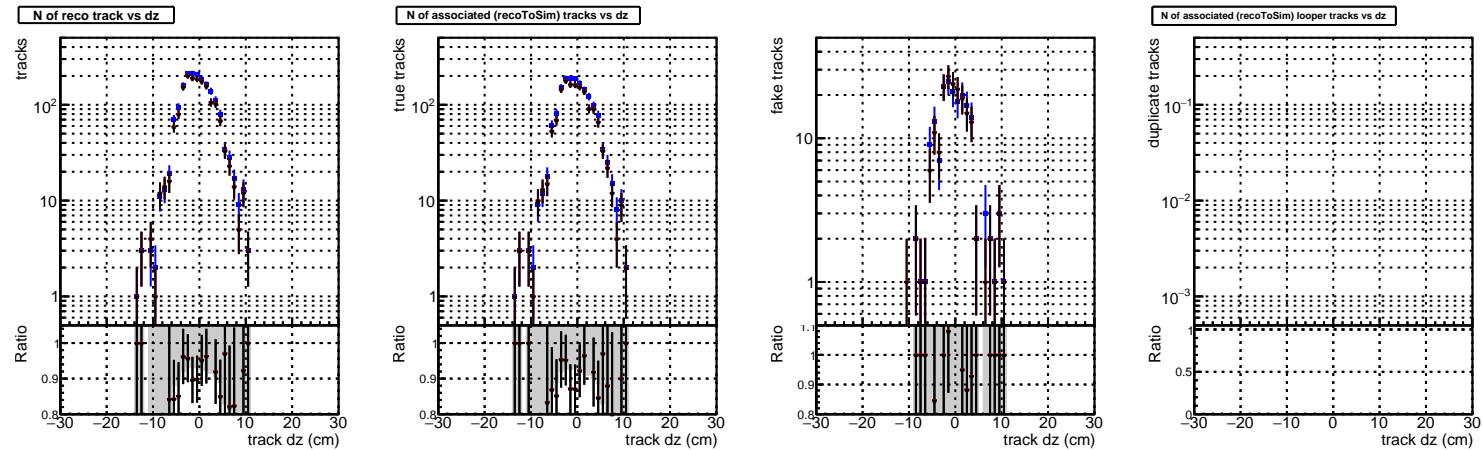 N of reco track vs dz
tracks
10²
10
1
Ratio
1
0.9
0.8
−30 −20 −10 0 10 20 30
track dz (cm)
N of associated (recoToSim) tracks vs dz
true tracks
10²
10
1
Ratio
1
0.9
0.8
−30 −20 −10 0 10 20 30
track dz (cm)
fake tracks
10
1
Ratio
1.1
1
0.9
0.8
−30 −20 −10 0 10 20 30
track dz (cm)
N of associated (recoToSim) looper tracks vs dz
duplicate tracks
10⁻¹
10⁻²
10⁻³
Ratio
1
0.5
0
−30 −20 −10 0 10 20 30
track dz (cm)